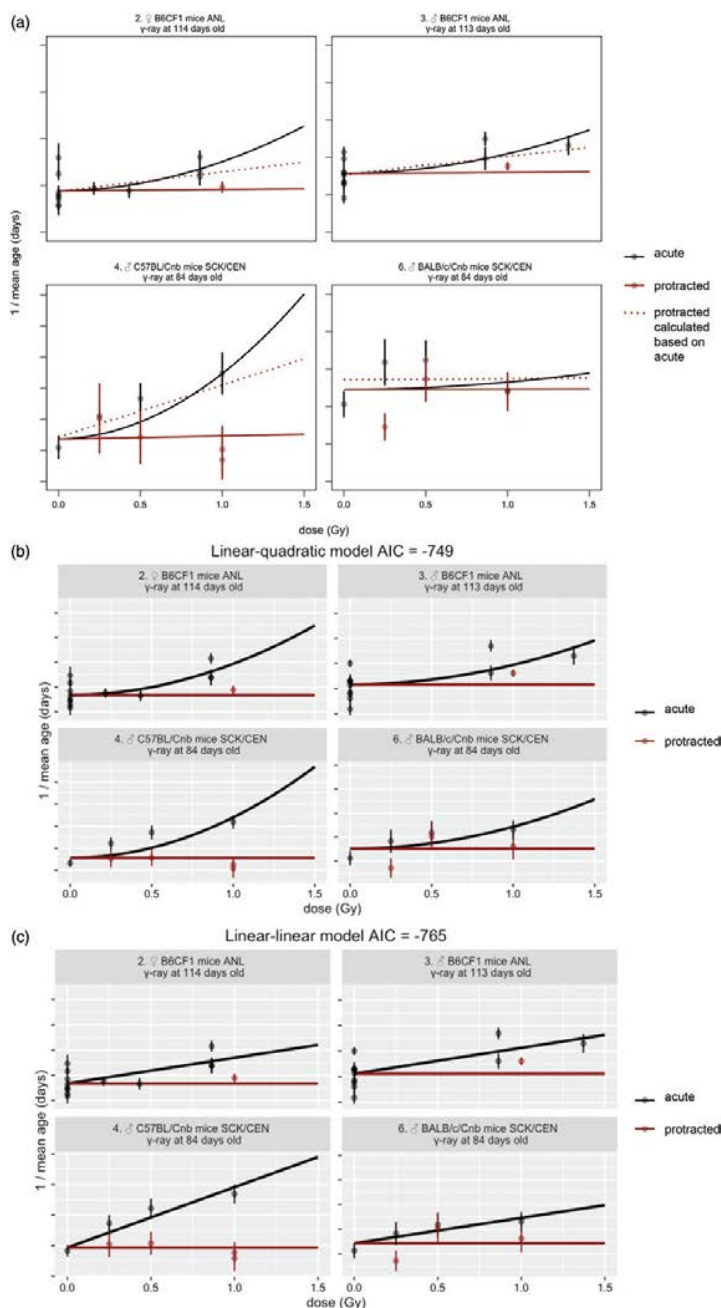 (a)
2. ♀ B6CF1 mice ANL
γ-ray at 114 days old
3. ♂ B6CF1 mice ANL
γ-ray at 113 days old
4. ♂ C57BL/Cnb mice SCK/CEN
γ-ray at 84 days old
6. ♂ BALB/c/Cnb mice SCK/CEN
γ-ray at 84 days old
1 / mean age (days)
0.0 0.5 1.0 1.5
0.0 0.5 1.0 1.5
dose (Gy)
acute
protracted
protracted
calculated
based on
acute
(b)
Linear-quadratic model AIC = -749
2. ♀ B6CF1 mice ANL
γ-ray at 114 days old
3. ♂ B6CF1 mice ANL
γ-ray at 113 days old
4. ♂ C57BL/Cnb mice SCK/CEN
γ-ray at 84 days old
6. ♂ BALB/c/Cnb mice SCK/CEN
γ-ray at 84 days old
1 / mean age (days)
0.0 0.5 1.0 1.5
0.0 0.5 1.0 1.5
dose (Gy)
acute
protracted
(c)
Linear-linear model AIC = -765
2. ♀ B6CF1 mice ANL
γ-ray at 114 days old
3. ♂ B6CF1 mice ANL
γ-ray at 113 days old
4. ♂ C57BL/Cnb mice SCK/CEN
γ-ray at 84 days old
6. ♂ BALB/c/Cnb mice SCK/CEN
γ-ray at 84 days old
1 / mean age (days)
0.0 0.5 1.0 1.5
0.0 0.5 1.0 1.5
dose (Gy)
acute
protracted